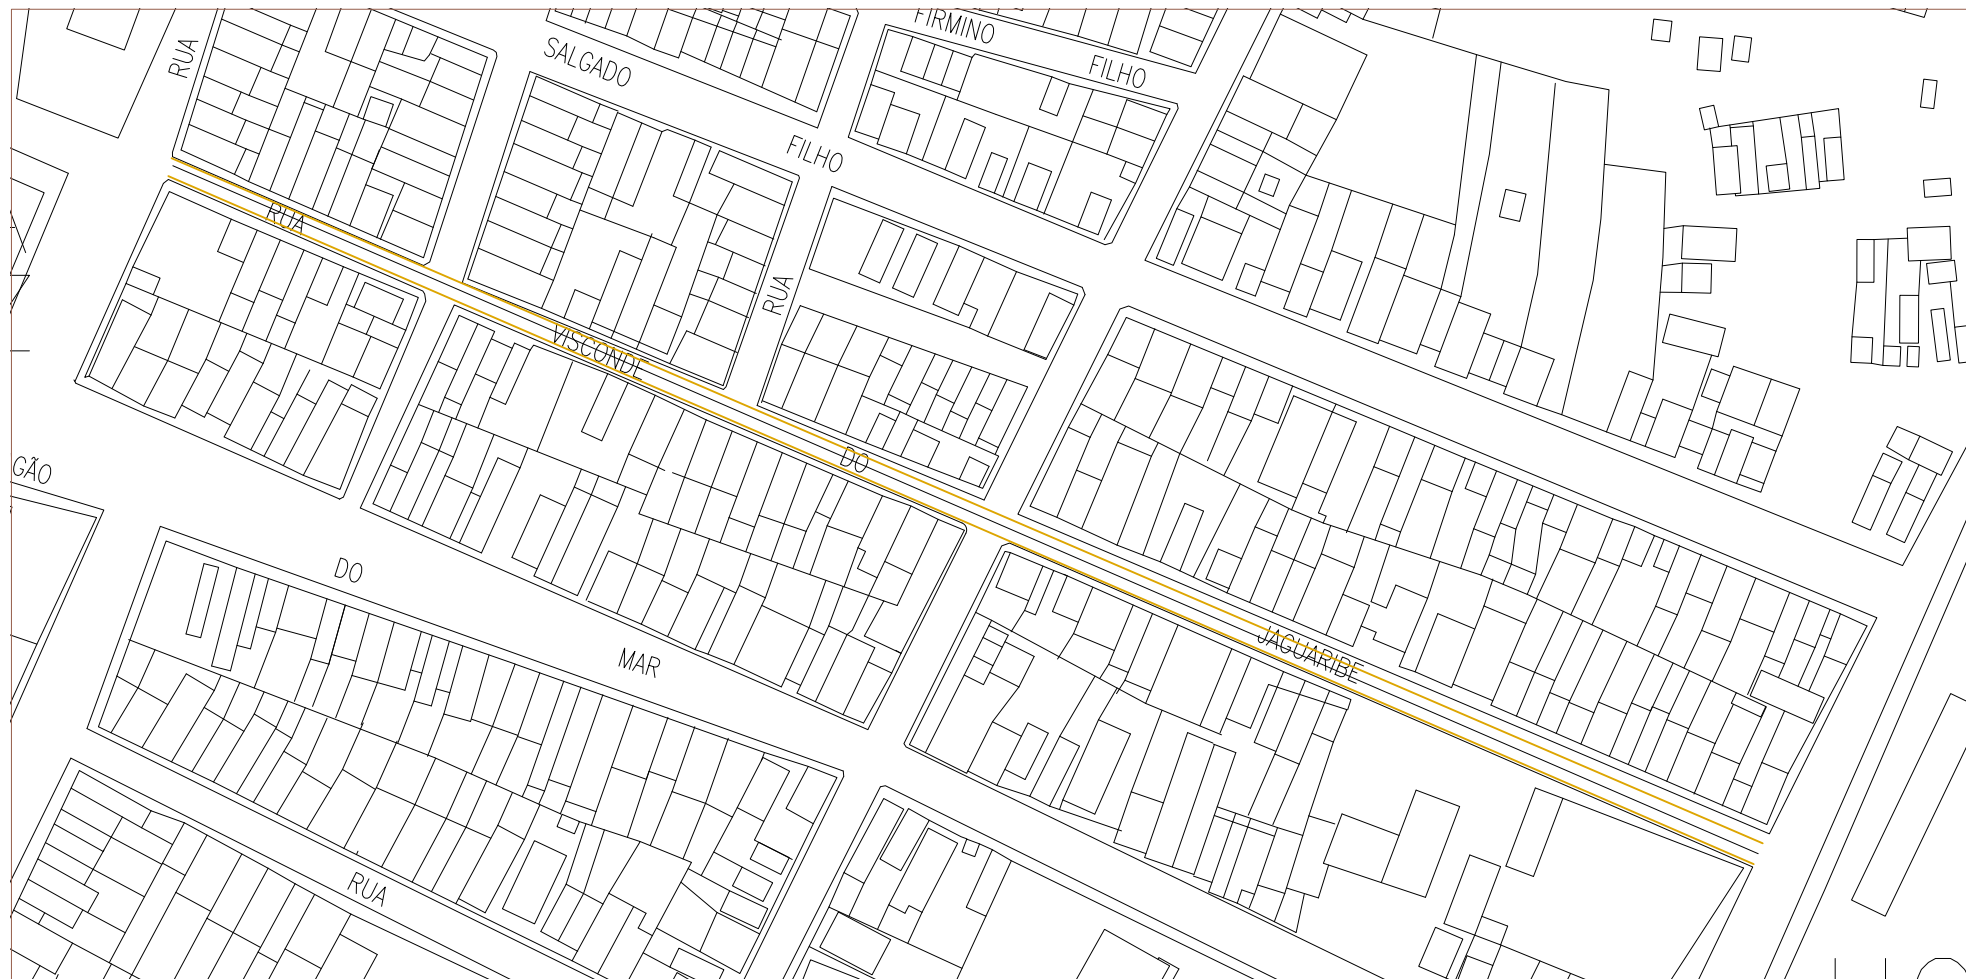 RUA
SALGADO
FILHO
FIRMINO
FILHO
RUA
RUA
VISCONDE
DO
JAGUARIBE
GÃO
DO
MAR
RUA